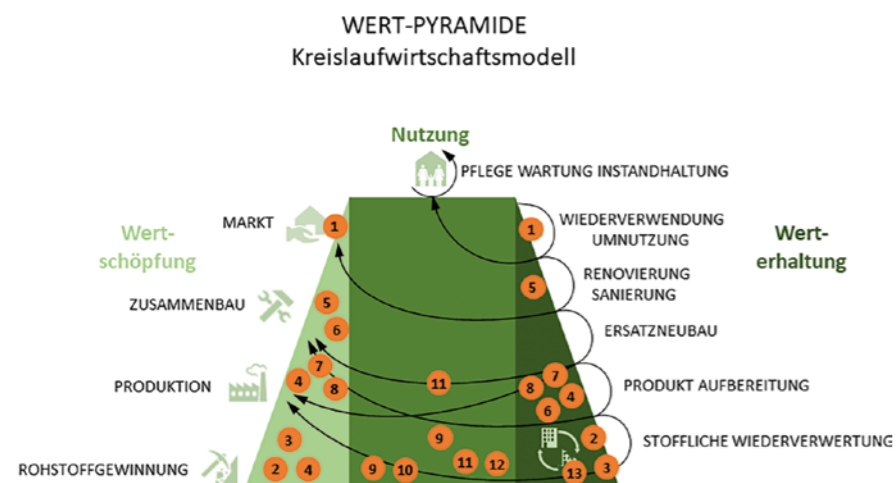 WERT-PYRAMIDE
Kreislaufwirtschaftsmodell
Nutzung
PFLEGE WARTUNG INSTANDHALTUNG
MARKT
1
1
WIEDERVERWENDUNG
UMNUTZUNG
Wert-
schöpfung
Wert-
erhaltung
5
RENOVIERUNG
SANIERUNG
ZUSAMMENBAU
5
6
ERSATZNEUBAU
PRODUKTION
7
4
8
11
7
8
4
6
PRODUKT AUFBEREITUNG
3
9
2
STOFFLICHE WIEDERVERWERTUNG
ROHSTOFFGEWINNUNG
2
4
9
10
11
12
13
3